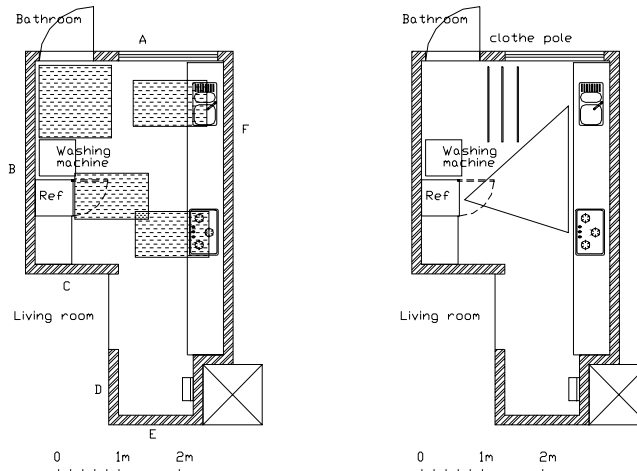 Bathroom
A
F
B
Washing
machine
Ref
C
Living room
D
E
0 1m 2m
Bathroom
clothe pole
Washing
machine
Ref
Living room
0 1m 2m